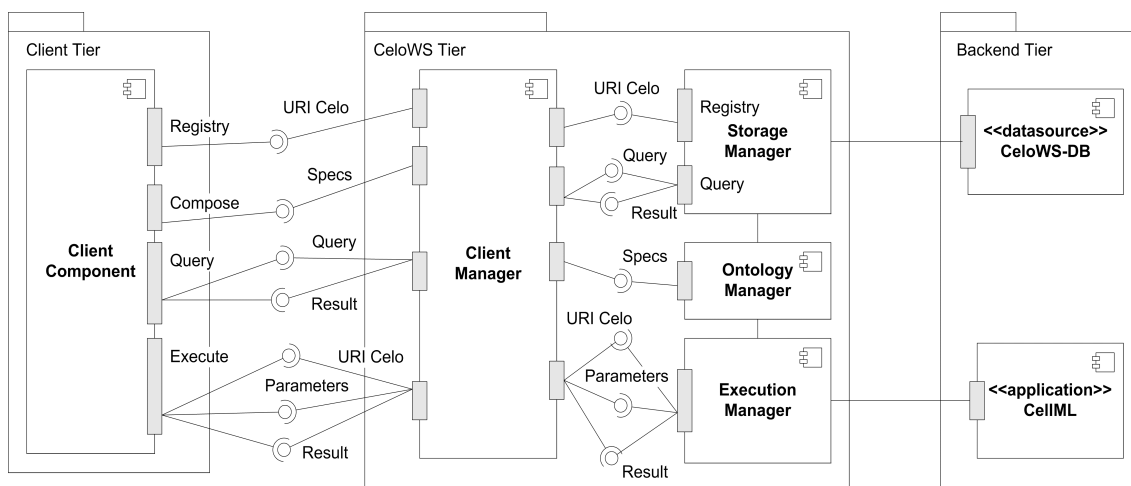 Client Tier
CeloWS Tier
Backend Tier
URI Celo
Registry
Specs
Compose
Client
Component
Query
Query
Result
Execute
URI Celo
Parameters
Result
Client
Manager
URI Celo
Registry
Storage
Manager
Query
Query
Result
Specs
Ontology
Manager
URI Celo
Parameters
Execution
Manager
Result
<<datasource>>
CeloWS-DB
<<application>>
CellML